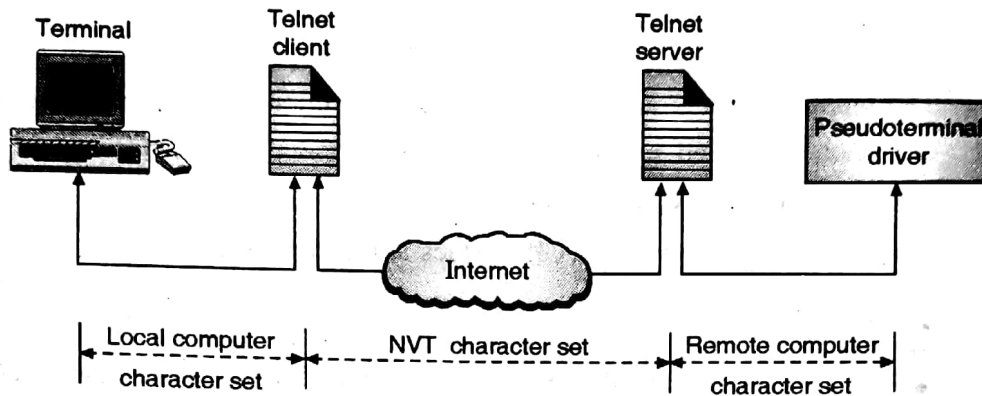 Terminal
Telnet
client
Telnet
server
Pseudoterminal
driver
Internet
Local computer
character set
NVT character set
Remote computer
character set